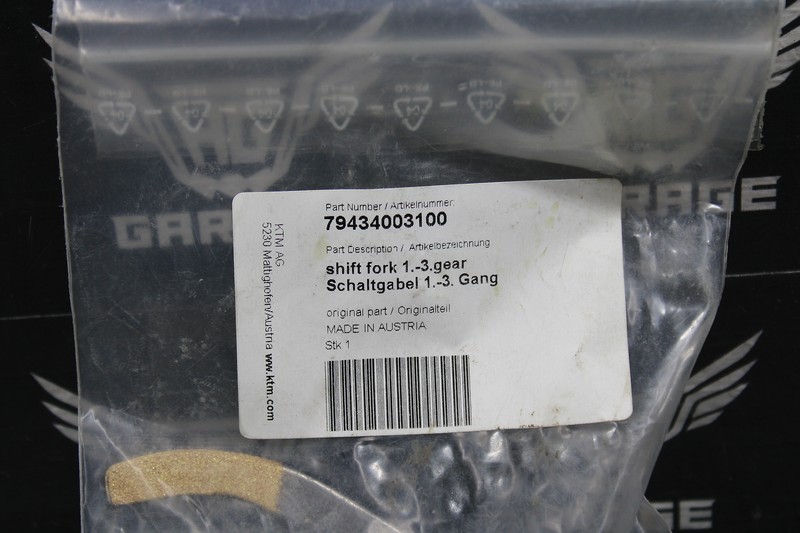 GARAGE
Part Number / Artikelnummer:
79434003100
Part Description / Artikelbezeichnung
shift fork 1.-3.gear
Schaltgabel 1.-3. Gang
original part / Originalteil
MADE IN AUSTRIA
Stk 1
KTM AG
5230 Mattighofen/Austria www.ktm.com